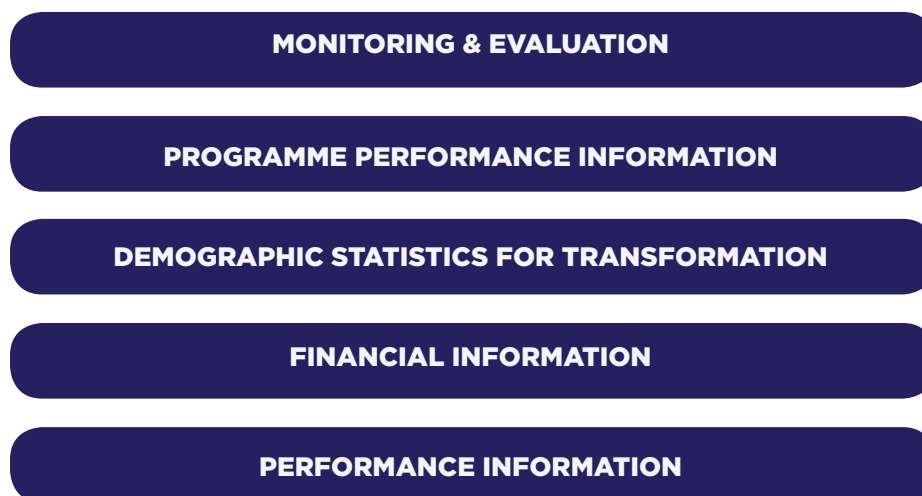 MONITORING & EVALUATION
PROGRAMME PERFORMANCE INFORMATION
DEMOGRAPHIC STATISTICS FOR TRANSFORMATION
FINANCIAL INFORMATION
PERFORMANCE INFORMATION